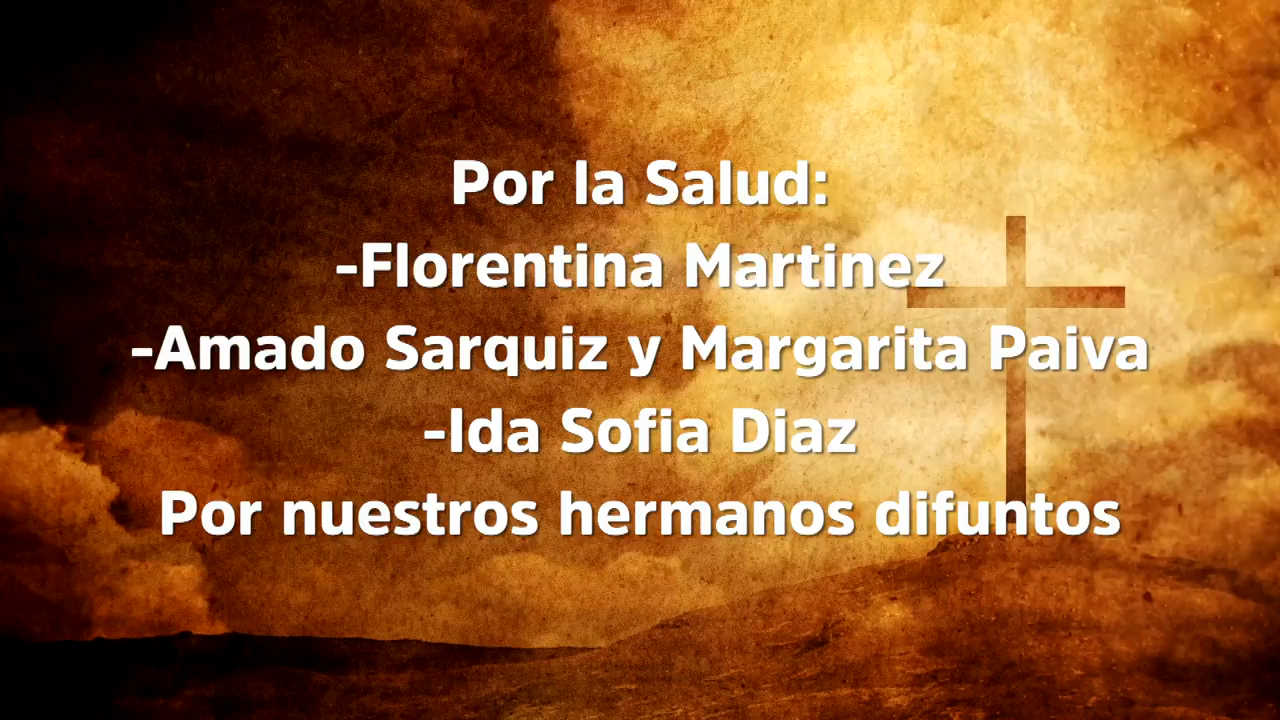 Por la Salud:
-Florentina Martinez
-Amado Sarquiz y Margarita Paiva
-Ida Sofia Diaz
Por nuestros hermanos difuntos